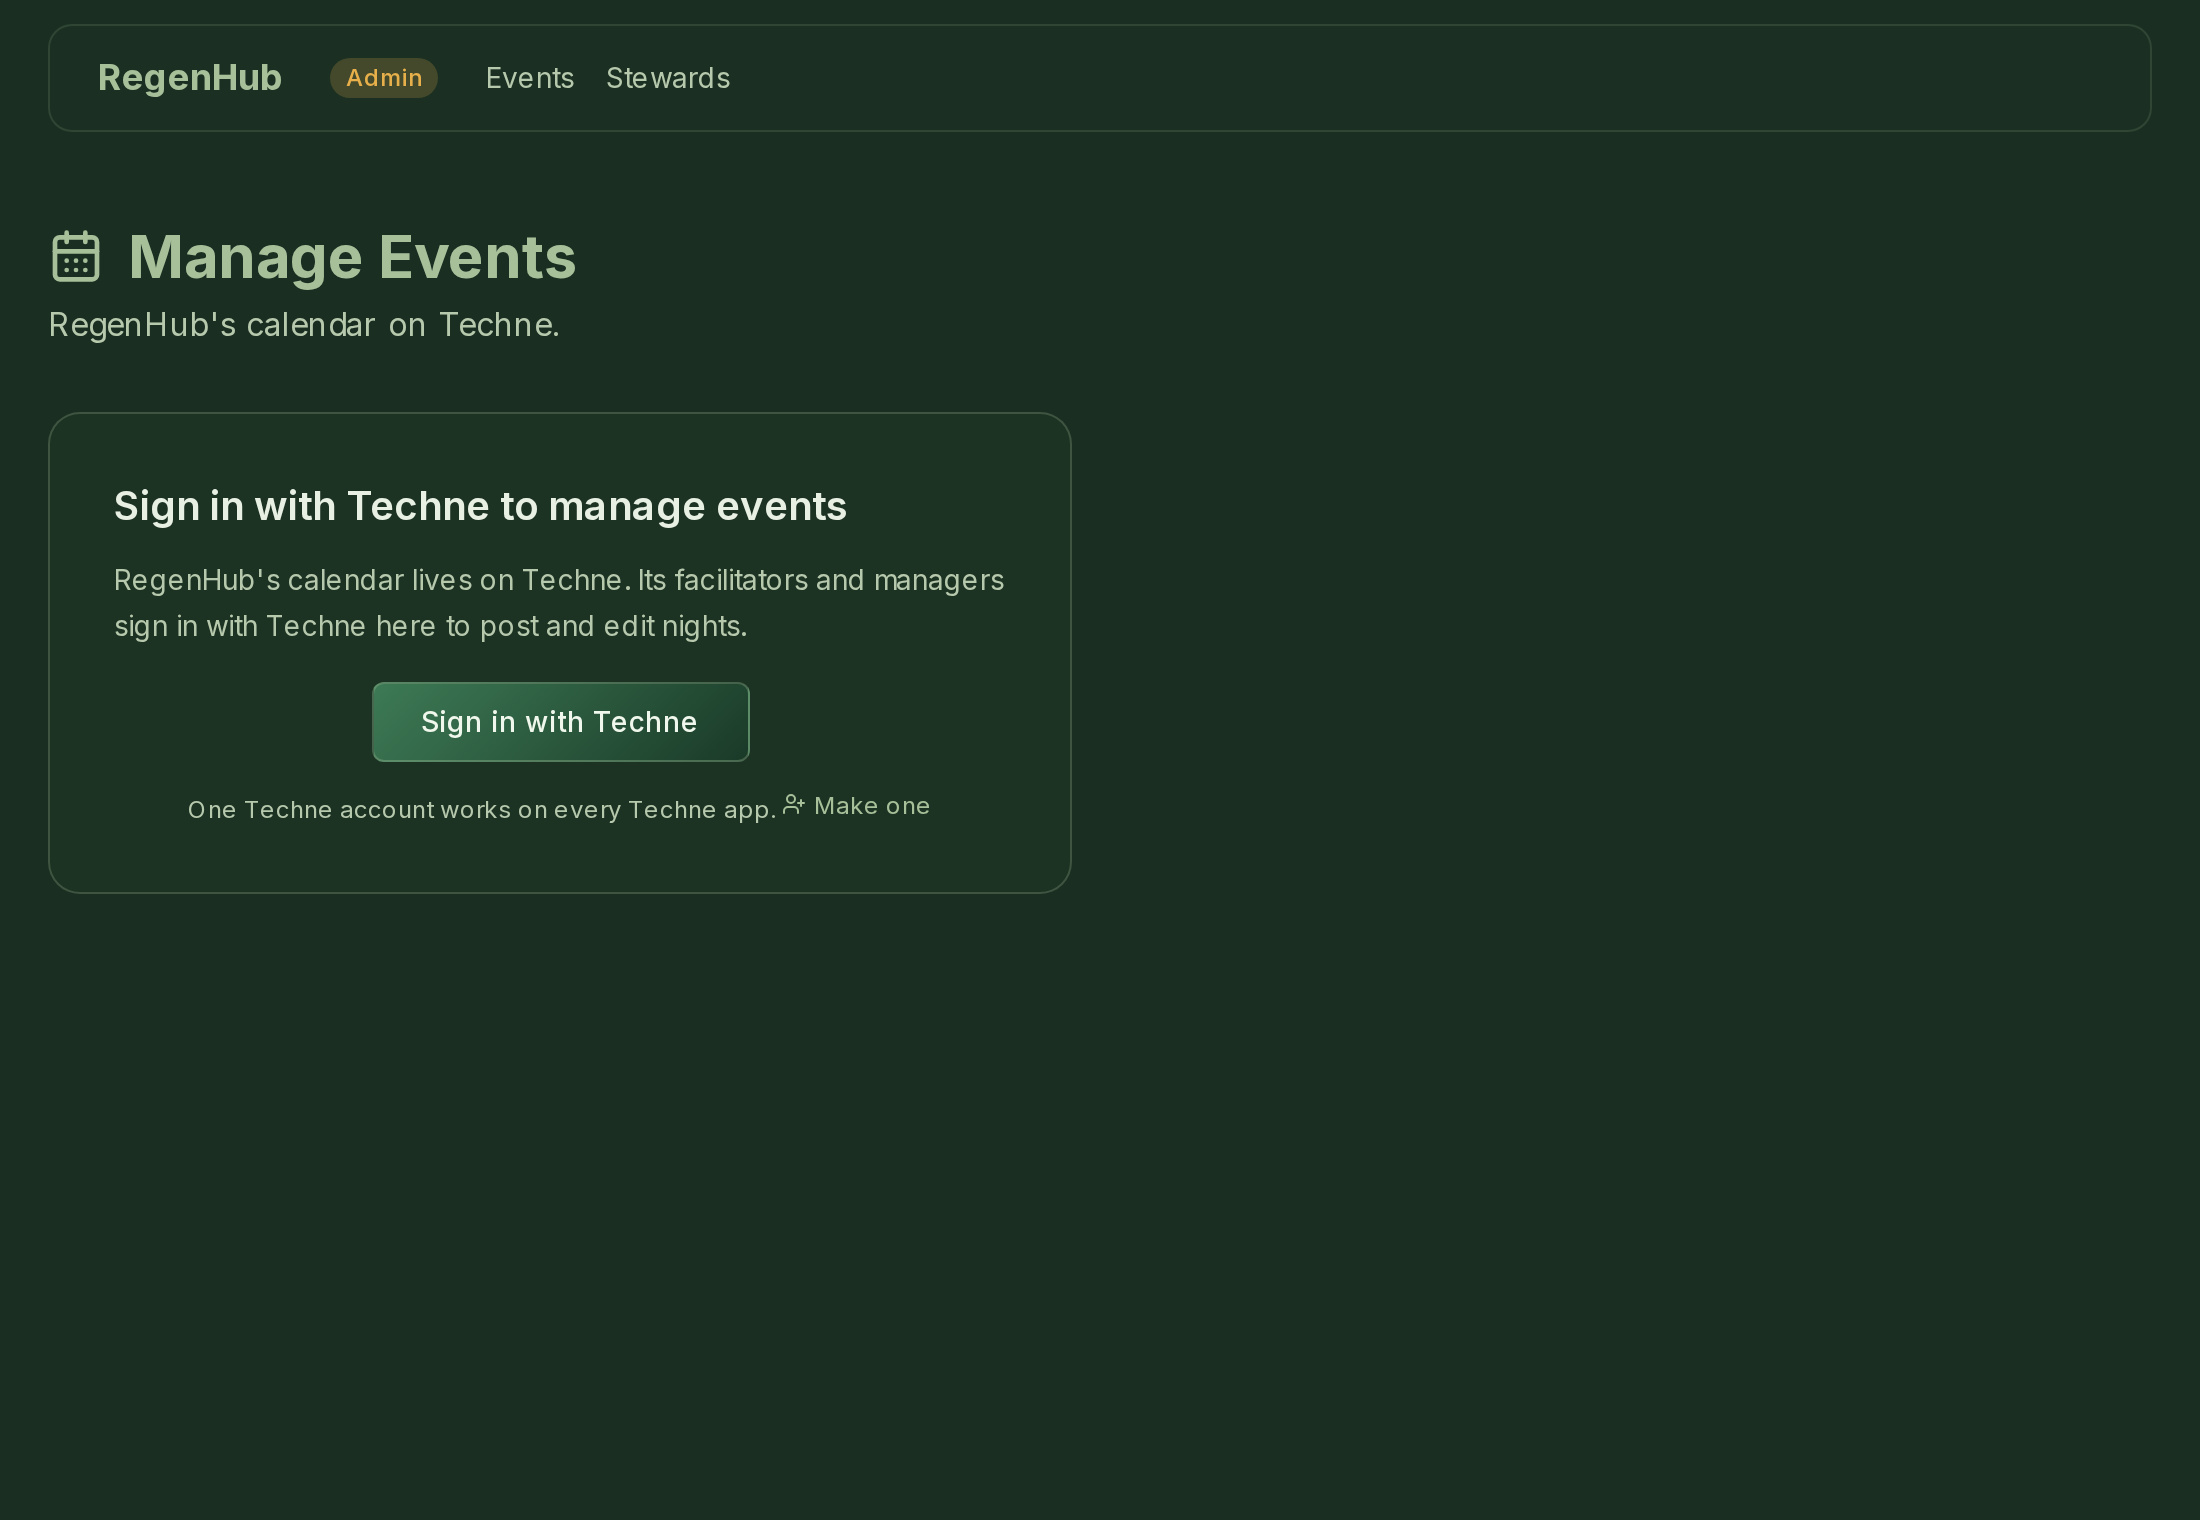 RegenHub Admin Events Stewards
Manage Events
RegenHub's calendar on Techne.
Sign in with Techne to manage events
RegenHub's calendar lives on Techne. Its facilitators and managers
sign in with Techne here to post and edit nights.
Sign in with Techne
One Techne account works on every Techne app. Make one